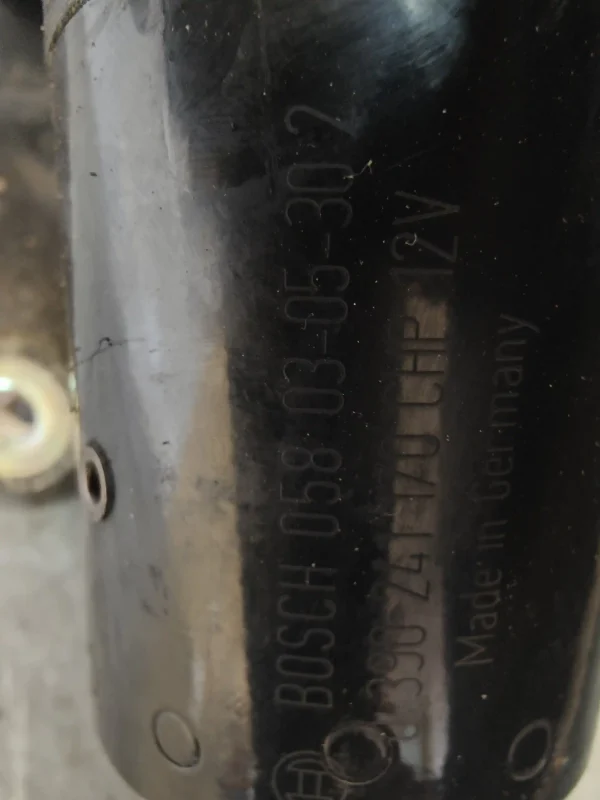 BOSCH 058 03-05-30 2
. 390 241 170 CHP 12V
Made in Germany